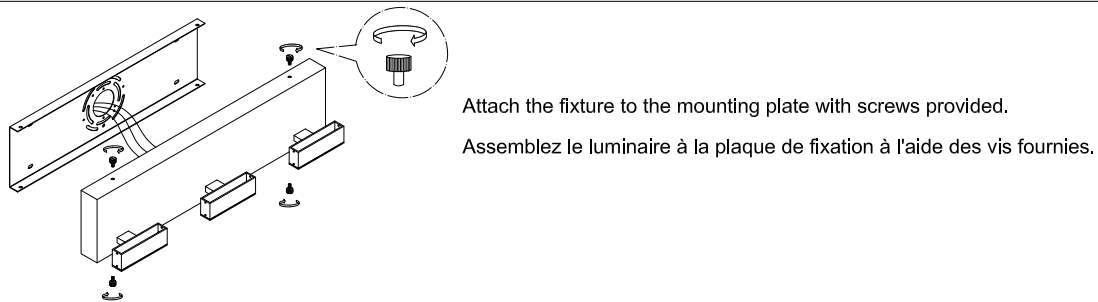 Attach the fixture to the mounting plate with screws provided.
Assemblez le luminaire à la plaque de fixation à l'aide des vis fournies.